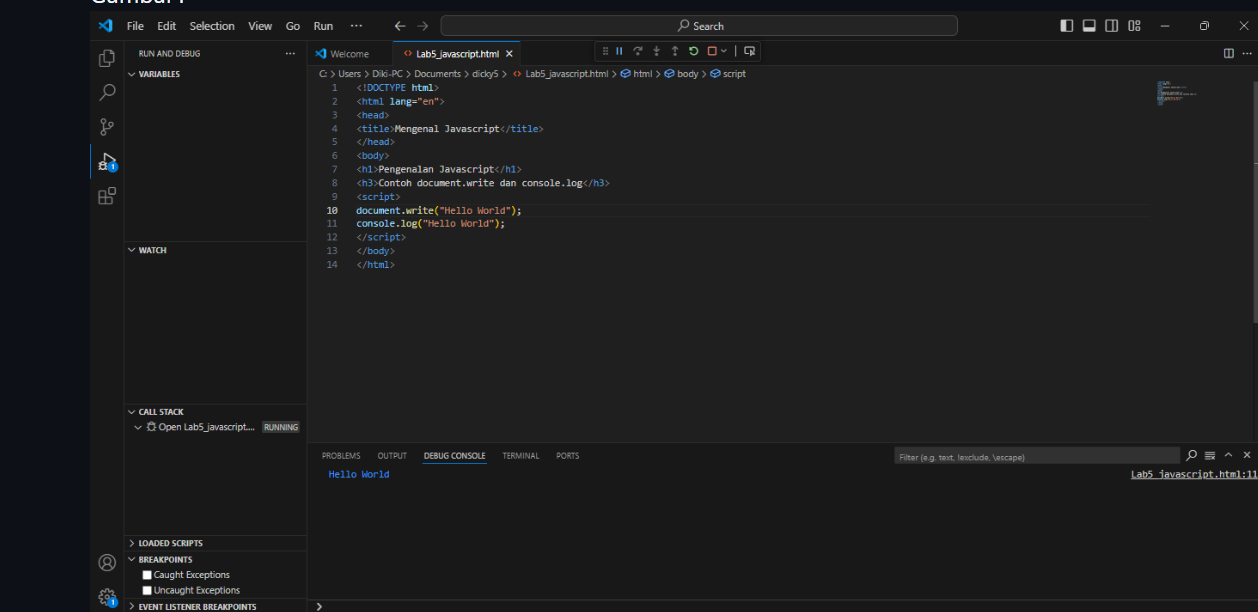 File Edit Selection View Go Run ··· Search
RUN AND DEBUG ···
Welcome
Lab5_javascript.html
C: > Users > Diki-PC > Documents > dicky5 > Lab5_javascript.html > html > body > script
VARIABLES
1 <!DOCTYPE html>
2 <html lang="en">
3 <head>
4 <title>Mengenal Javascript</title>
5 </head>
6 <body>
7 <h1>Pengenalan Javascript</h1>
8 <h3>Contoh document.write dan console.log</h3>
9 <script>
10 document.write("Hello World");
11 console.log("Hello World");
12 </script>
13 </body>
14 </html>
WATCH
CALL STACK
Open Lab5_javascript.... RUNNING
LOADED SCRIPTS
BREAKPOINTS
Caught Exceptions
Uncaught Exceptions
EVENT LISTENER BREAKPOINTS
1
1
PROBLEMS OUTPUT DEBUG CONSOLE TERMINAL PORTS
Filter (e.g. text, !exclude, \escape)
Hello World Lab5_javascript.html:11